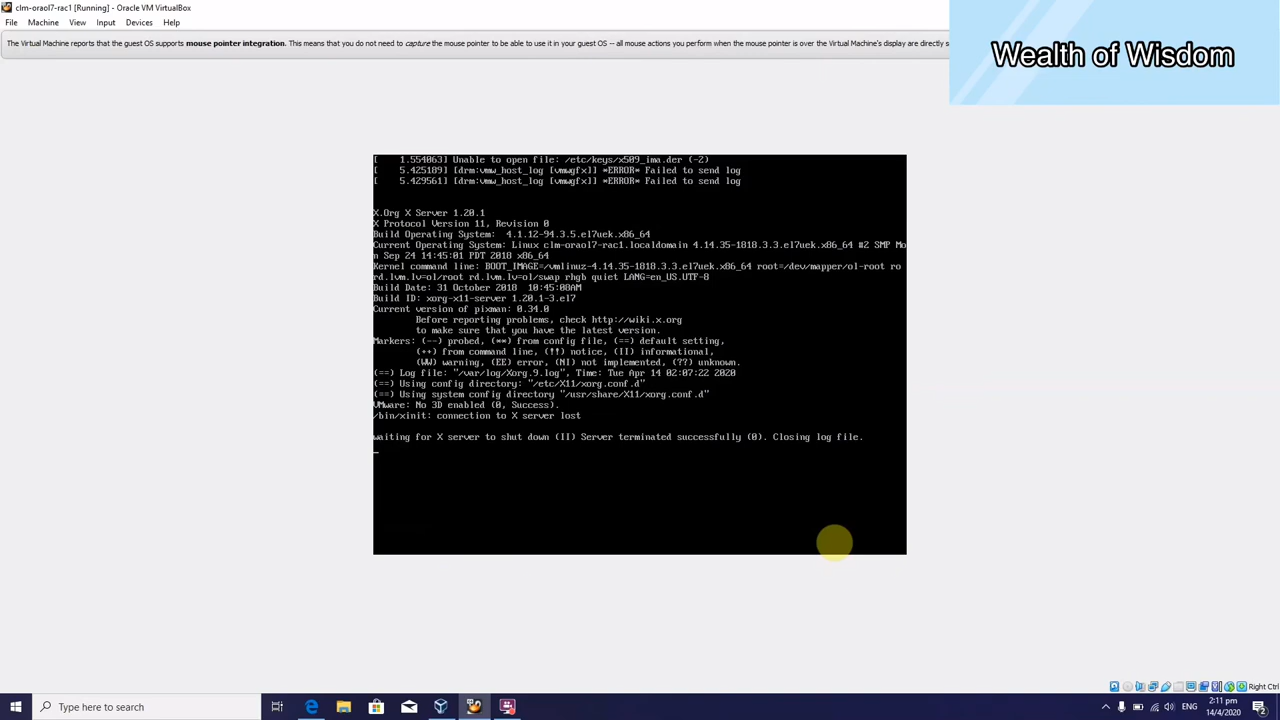 clm-oraol7-rac1 [Running] - Oracle VM VirtualBox
File Machine View Input Devices Help
The Virtual Machine reports that the guest OS supports mouse pointer integration. This means that you do not need to capture the mouse pointer to be able to use it in your guest OS -- all mouse actions you perform when the mouse pointer is over the Virtual Machine's display are directly s
Wealth of Wisdom
[ 1.554063] Unable to open file: /etc/keys/x509_ima.der (-2)
[ 5.425189] [drm:vmw_host_log [vmwgfx]] *ERROR* Failed to send log
[ 5.429561] [drm:vmw_host_log [vmwgfx]] *ERROR* Failed to send log
X.Org X Server 1.20.1
X Protocol Version 11, Revision 0
Build Operating System:  4.1.12-94.3.5.el7uek.x86_64
Current Operating System: Linux clm-oraol7-rac1.localdomain 4.14.35-1818.3.3.el7uek.x86_64 #2 SMP Mo
n Sep 24 14:45:01 PDT 2018 x86_64
Kernel command line: BOOT_IMAGE=/vmlinuz-4.14.35-1818.3.3.el7uek.x86_64 root=/dev/mapper/ol-root ro
rd.lvm.lv=ol/root rd.lvm.lv=ol/swap rhgb quiet LANG=en_US.UTF-8
Build Date: 31 October 2018  10:45:08AM
Build ID: xorg-x11-server 1.20.1-3.el7
Current version of pixman: 0.34.0
Before reporting problems, check http://wiki.x.org
to make sure that you have the latest version.
Markers: (--) probed, (**) from config file, (==) default setting,
(++) from command line, (!!) notice, (II) informational,
(WW) warning, (EE) error, (NI) not implemented, (??) unknown.
(==) Log file: "/var/log/Xorg.9.log", Time: Tue Apr 14 02:07:22 2020
(==) Using config directory: "/etc/X11/xorg.conf.d"
(==) Using system config directory "/usr/share/X11/xorg.conf.d"
VMware: No 3D enabled (0, Success).
/bin/xinit: connection to X server lost
waiting for X server to shut down (II) Server terminated successfully (0). Closing log file.
Right Ctrl
Type here to search
ENG
2:11 pm
14/4/2020
2